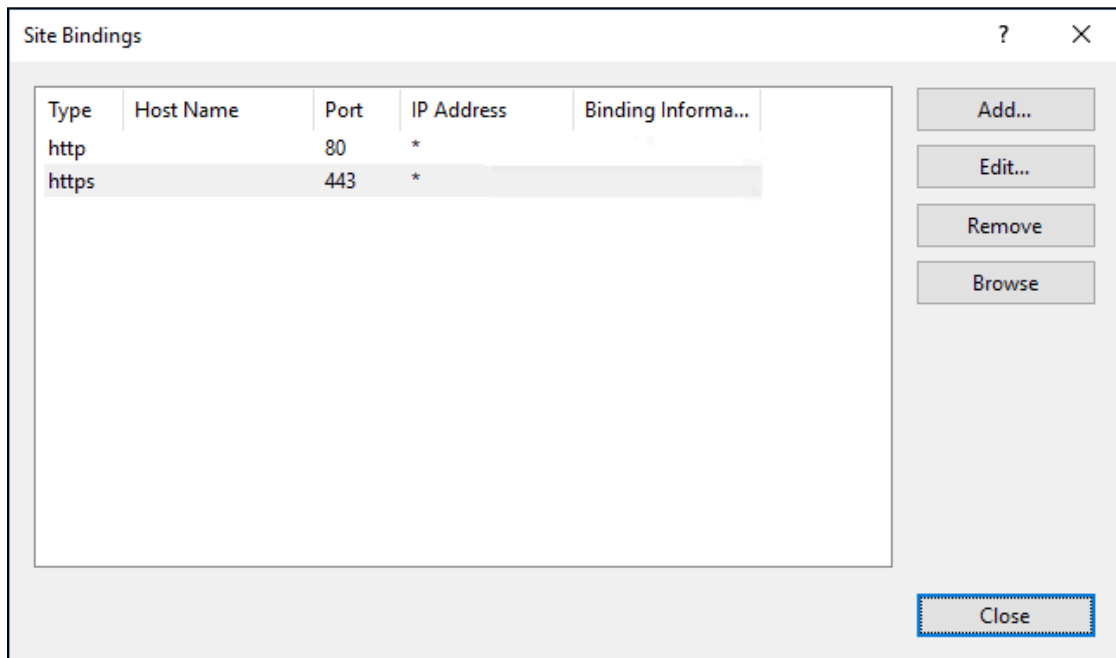 Site Bindings ? ×
Type Host Name Port IP Address Binding Informa...
http 80 *
https 443 *
Add...
Edit...
Remove
Browse
Close